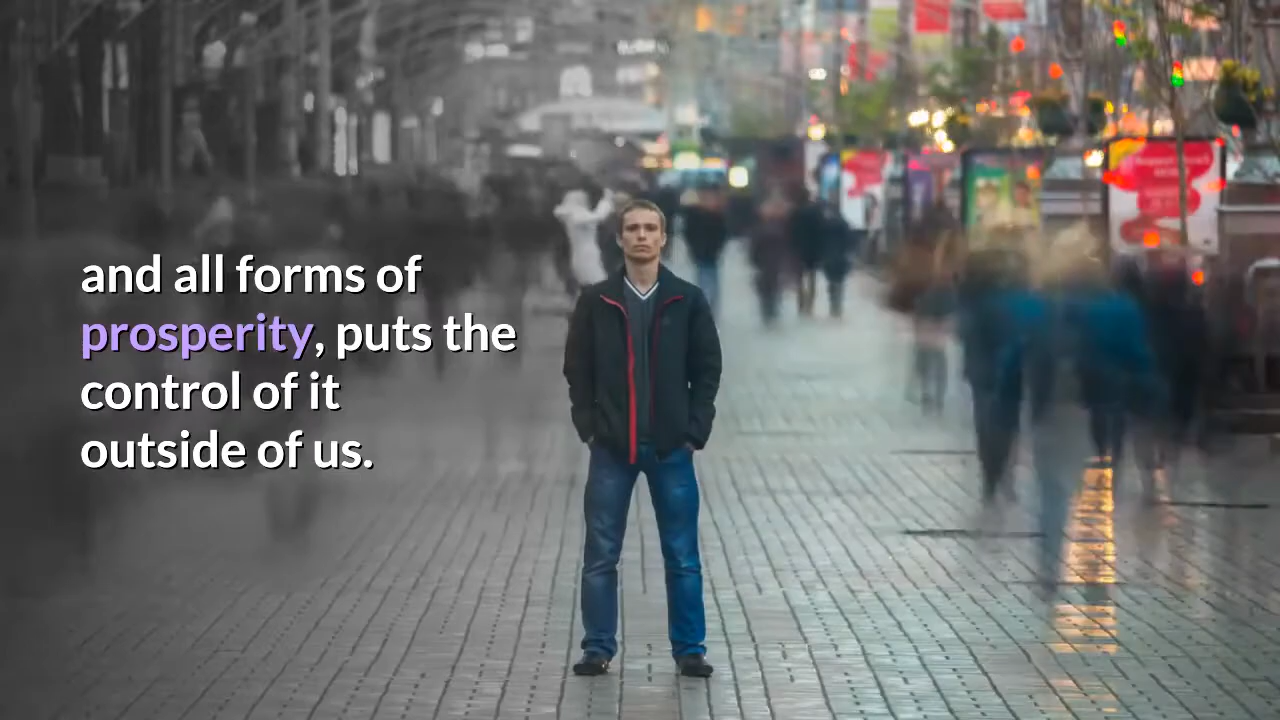 and all forms of
prosperity, puts the
control of it
outside of us.